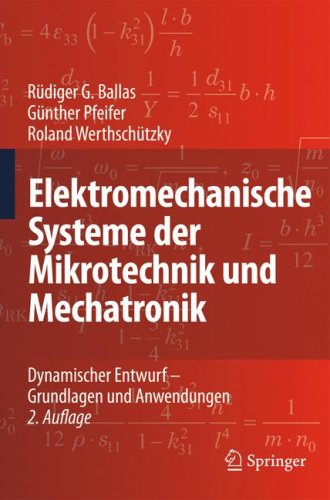 Rüdiger G. Ballas
Günther Pfeifer
Roland Werthschützky
Elektromechanische
Systeme der
Mikrotechnik und
Mechatronik
Dynamischer Entwurf –
Grundlagen und Anwendungen
2. Auflage
Springer